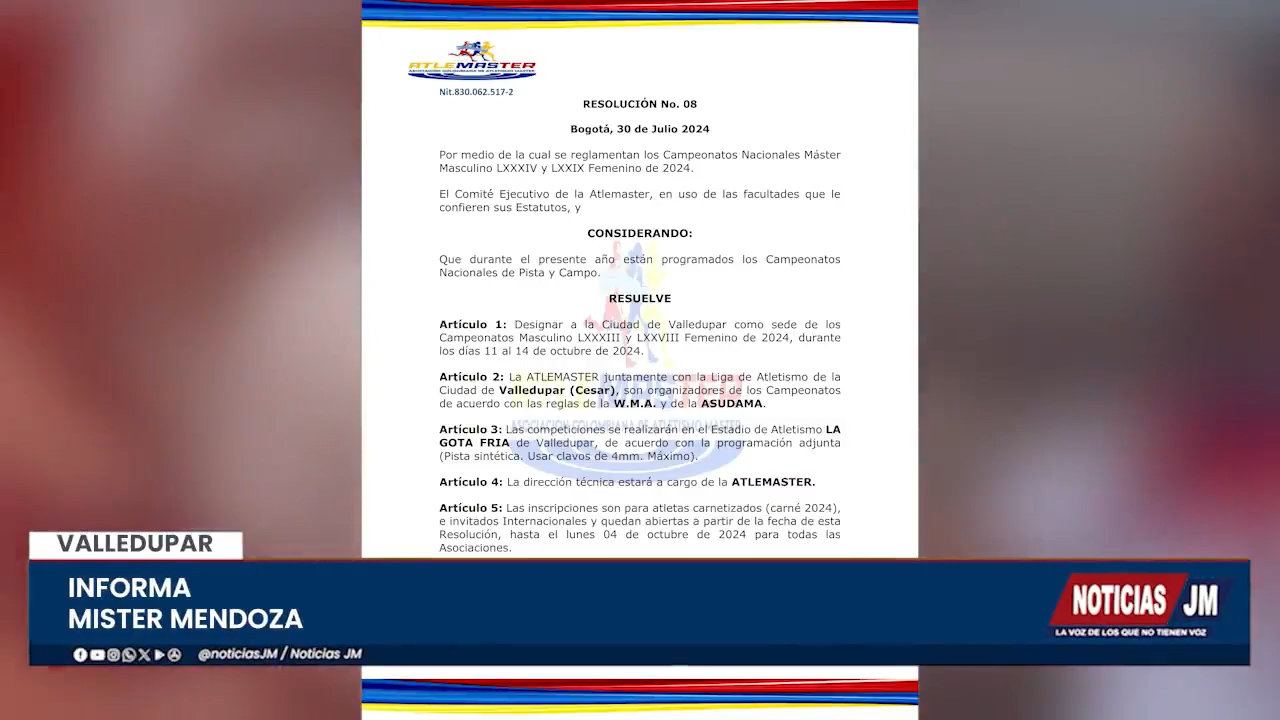 ATLEMASTER
ASOCIACIÓN COLOMBIANA DE ATLETISMO MÁSTER
Nit.830.062.517-2
RESOLUCIÓN No. 08
Bogotá, 30 de Julio 2024
Por medio de la cual se reglamentan los Campeonatos Nacionales Máster
Masculino LXXXIV y LXXIX Femenino de 2024.
El Comité Ejecutivo de la Atlemaster, en uso de las facultades que le
confieren sus Estatutos, y
CONSIDERANDO:
Que durante el presente año están programados los Campeonatos
Nacionales de Pista y Campo.
RESUELVE
Artículo 1: Designar a la Ciudad de Valledupar como sede de los
Campeonatos Masculino LXXXIII y LXXVIII Femenino de 2024, durante
los días 11 al 14 de octubre de 2024.
Artículo 2: La ATLEMASTER juntamente con la Liga de Atletismo de la
Ciudad de Valledupar (Cesar), son organizadores de los Campeonatos
de acuerdo con las reglas de la W.M.A. y de la ASUDAMA.
Artículo 3: Las competiciones se realizarán en el Estadio de Atletismo LA
GOTA FRIA de Valledupar, de acuerdo con la programación adjunta
(Pista sintética. Usar clavos de 4mm. Máximo).
Artículo 4: La dirección técnica estará a cargo de la ATLEMASTER.
Artículo 5: Las inscripciones son para atletas carnetizados (carné 2024),
e invitados Internacionales y quedan abiertas a partir de la fecha de esta
Resolución, hasta el lunes 04 de octubre de 2024 para todas las
Asociaciones.
VALLEDUPAR
INFORMA
MISTER MENDOZA
@noticiasJM / Noticias JM
NOTICIAS JM
LA VOZ DE LOS QUE NO TIENEN VOZ